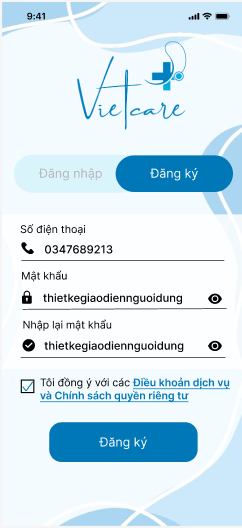 9:41
Vietcare
Đăng nhập
Đăng ký
Số điện thoại
0347689213
Mật khẩu
thietkegiaodiennguoidung
Nhập lại mật khẩu
thietkegiaodiennguoidung
Tôi đồng ý với các Điều khoản dịch vụ
và Chính sách quyền riêng tư
Đăng ký